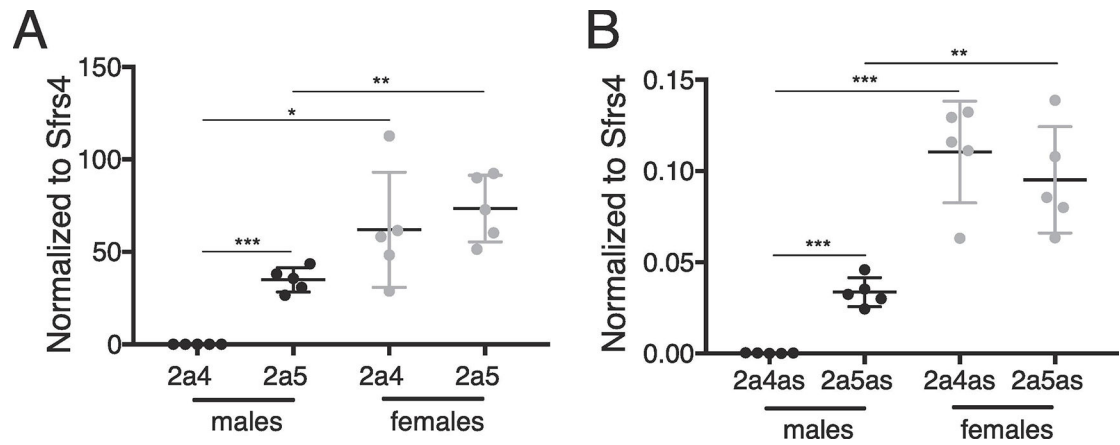 A
Normalized to Sfrs4
150
100
50
0
***
*
**
2a4 2a5 2a4 2a5
males females
B
Normalized to Sfrs4
0.15
0.10
0.05
0.00
***
***
**
2a4as 2a5as 2a4as 2a5as
males females